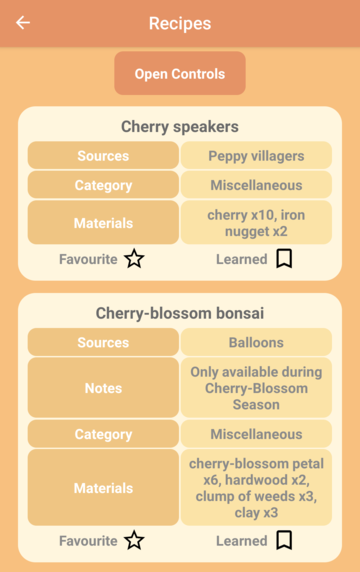 Recipes
Open Controls
Cherry speakers
Sources
Peppy villagers
Category
Miscellaneous
Materials
cherry x10, iron
nugget x2
Favourite
Learned
Cherry-blossom bonsai
Sources
Balloons
Notes
Only available during
Cherry-Blossom
Season
Category
Miscellaneous
Materials
cherry-blossom petal
x6, hardwood x2,
clump of weeds x3,
clay x3
Favourite
Learned